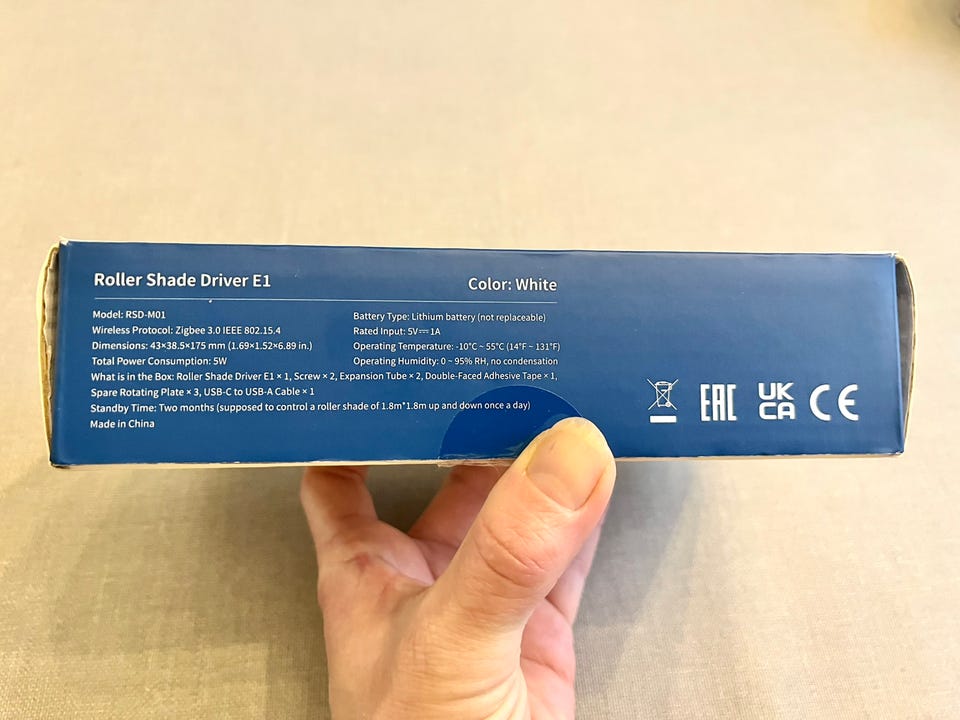 Roller Shade Driver E1
Color: White
Model: RSD-M01
Wireless Protocol: Zigbee 3.0 IEEE 802.15.4
Dimensions: 43×38.5×175 mm (1.69×1.52×6.89 in.)
Total Power Consumption: 5W
Battery Type: Lithium battery (not replaceable)
Rated Input: 5V⎓1A
Operating Temperature: -10°C ~ 55°C (14°F ~ 131°F)
Operating Humidity: 0 ~ 95% RH, no condensation
What is in the Box: Roller Shade Driver E1 × 1, Screw × 2, Expansion Tube × 2, Double-Faced Adhesive Tape × 1,
Spare Rotating Plate × 3, USB-C to USB-A Cable × 1
Standby Time: Two months (supposed to control a roller shade of 1.8m*1.8m up and down once a day)
Made in China
EAC
UK
CA
CE